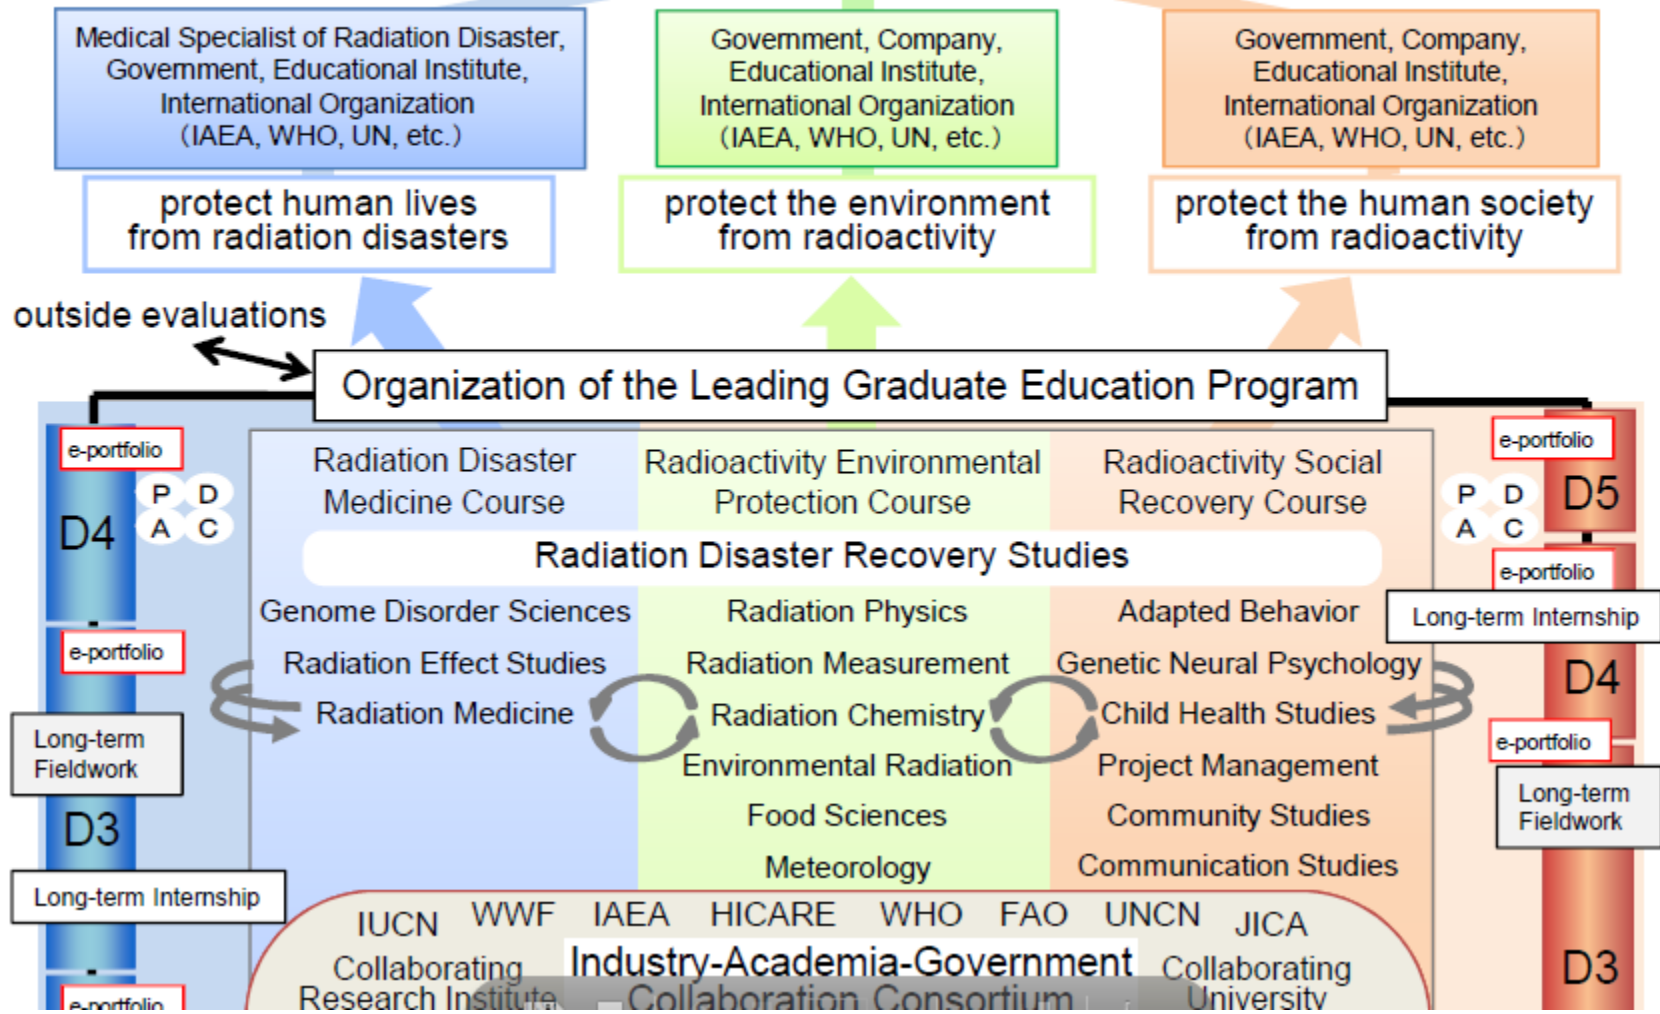 Medical Specialist of Radiation Disaster,
Government, Educational Institute,
International Organization
(IAEA, WHO, UN, etc.)
Government, Company,
Educational Institute,
International Organization
(IAEA, WHO, UN, etc.)
Government, Company,
Educational Institute,
International Organization
(IAEA, WHO, UN, etc.)
protect human lives
from radiation disasters
protect the environment
from radioactivity
protect the human society
from radioactivity
outside evaluations
Organization of the Leading Graduate Education Program
e-portfolio
P D
A C
D4
e-portfolio
Long-term
Fieldwork
D3
Long-term Internship
e-portfolio
Radiation Disaster
Medicine Course
Radioactivity Environmental
Protection Course
Radioactivity Social
Recovery Course
Radiation Disaster Recovery Studies
Genome Disorder Sciences
Radiation Effect Studies
Radiation Medicine
Radiation Physics
Radiation Measurement
Radiation Chemistry
Environmental Radiation
Food Sciences
Meteorology
Adapted Behavior
Genetic Neural Psychology
Child Health Studies
Project Management
Community Studies
Communication Studies
e-portfolio
P D
A C
D5
e-portfolio
Long-term Internship
D4
e-portfolio
Long-term
Fieldwork
D3
IUCN WWF IAEA HICARE WHO FAO UNCN JICA
Collaborating
Research Institute
Industry-Academia-Government
Collaboration Consortium
Collaborating
University